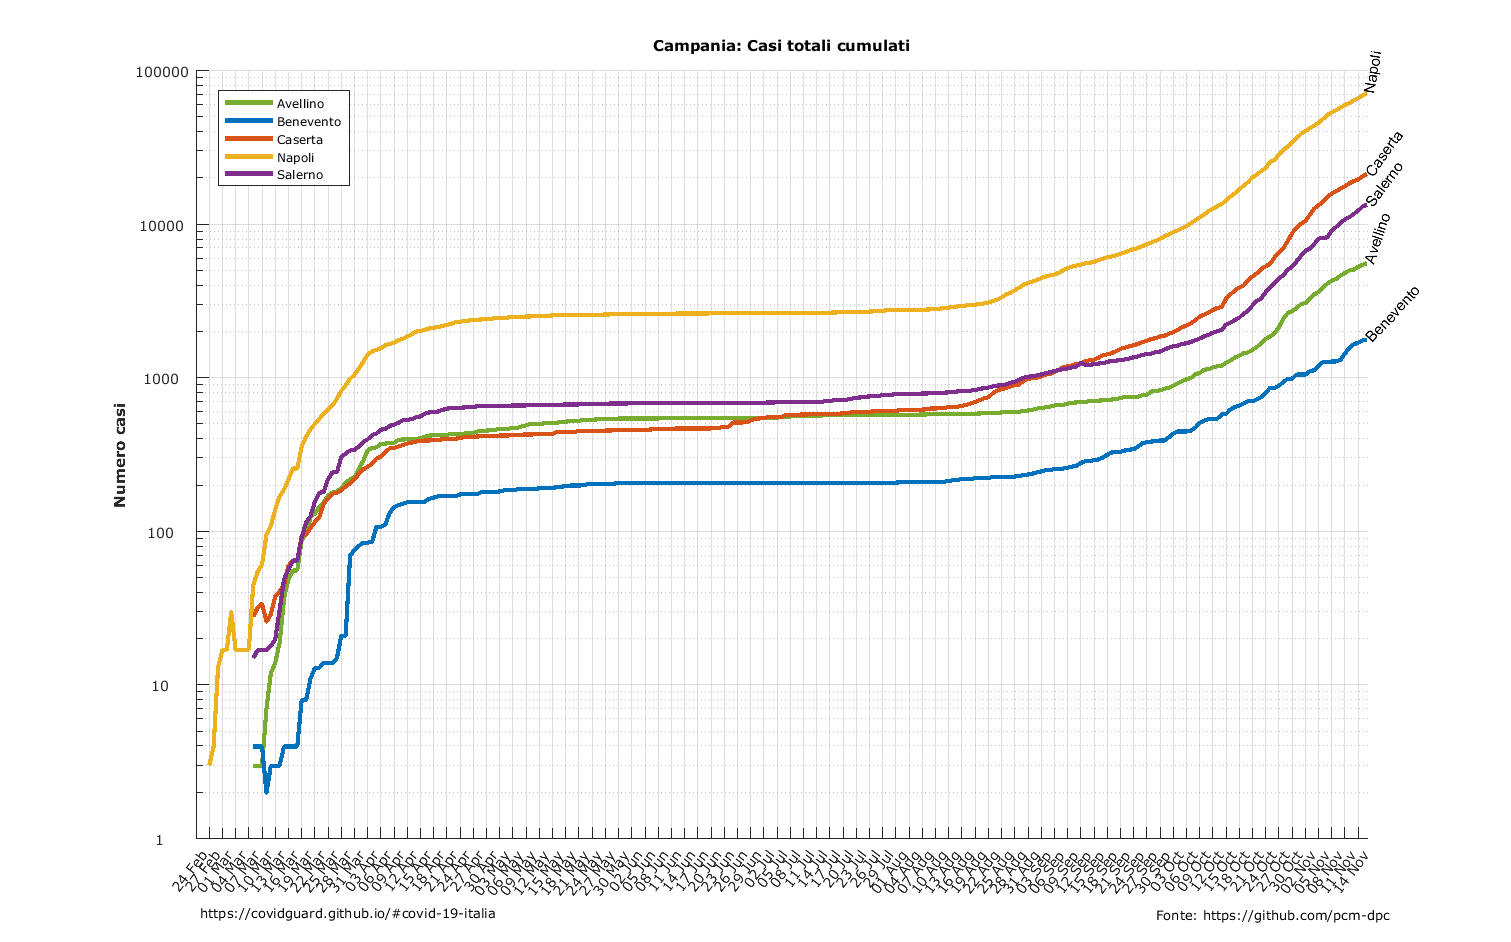 Campania: Casi totali cumulati
Numero casi
100000
10000
1000
100
10
1
Avellino
Benevento
Caserta
Napoli
Salerno
Napoli
Caserta
Salerno
Avellino
Benevento
24 Feb
27 Feb
01 Mar
04 Mar
07 Mar
10 Mar
13 Mar
16 Mar
19 Mar
22 Mar
25 Mar
28 Mar
31 Mar
03 Apr
06 Apr
09 Apr
12 Apr
15 Apr
18 Apr
21 Apr
24 Apr
27 Apr
30 Apr
03 May
06 May
09 May
12 May
15 May
18 May
21 May
24 May
27 May
30 May
02 Jun
05 Jun
08 Jun
11 Jun
14 Jun
17 Jun
20 Jun
23 Jun
26 Jun
29 Jun
02 Jul
05 Jul
08 Jul
11 Jul
14 Jul
17 Jul
20 Jul
23 Jul
26 Jul
29 Jul
01 Aug
04 Aug
07 Aug
10 Aug
13 Aug
16 Aug
19 Aug
22 Aug
25 Aug
28 Aug
31 Aug
03 Sep
06 Sep
09 Sep
12 Sep
15 Sep
18 Sep
21 Sep
24 Sep
27 Sep
30 Sep
03 Oct
06 Oct
09 Oct
12 Oct
15 Oct
18 Oct
21 Oct
24 Oct
27 Oct
30 Oct
02 Nov
05 Nov
08 Nov
11 Nov
14 Nov
https://covidguard.github.io/#covid-19-italia
Fonte: https://github.com/pcm-dpc